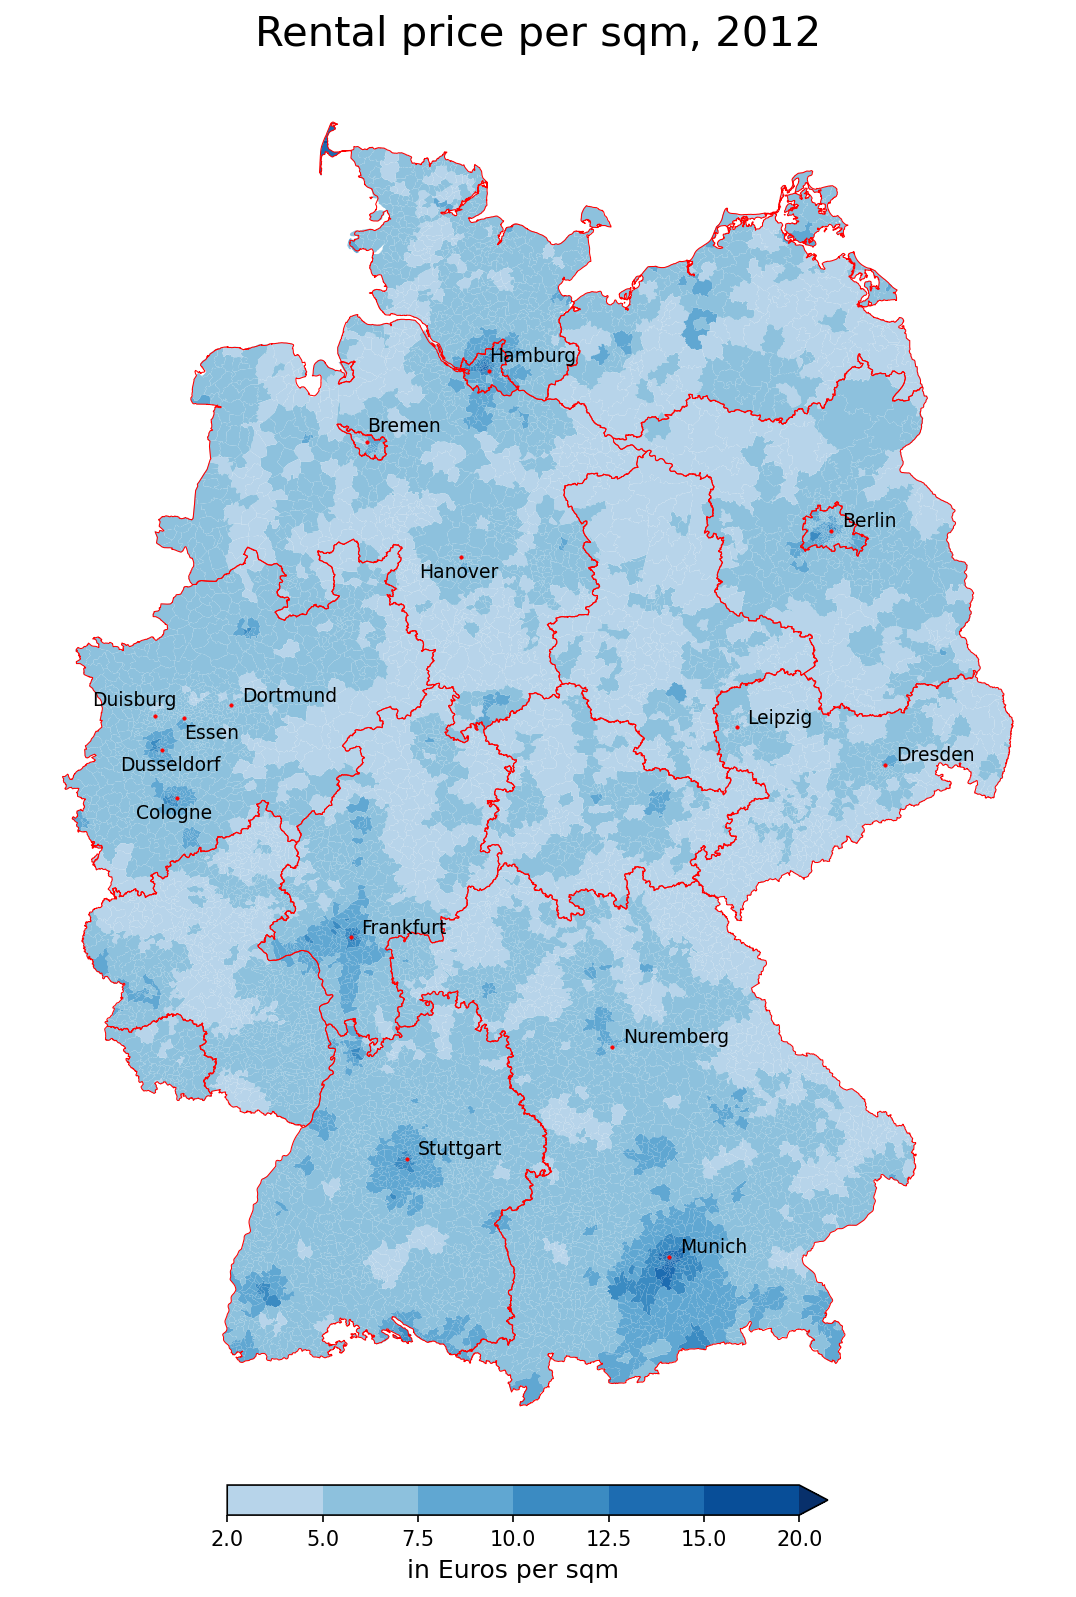 Rental price per sqm, 2012
Hamburg
Bremen
Berlin
Hanover
Duisburg
Dortmund
Essen
Leipzig
Dusseldorf
Dresden
Cologne
Frankfurt
Nuremberg
Stuttgart
Munich
2.0 5.0 7.5 10.0 12.5 15.0 20.0
in Euros per sqm